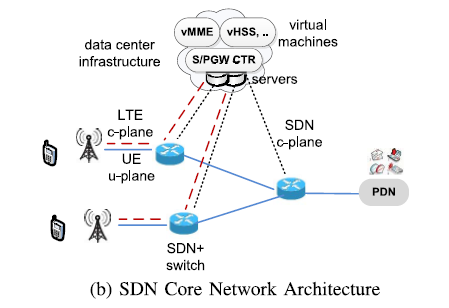 vMME
vHSS, ..
virtual
machines
data center
infrastructure
S/PGW CTR
servers
LTE
c-plane
SDN
c-plane
UE
u-plane
PDN
SDN+
switch
(b) SDN Core Network Architecture